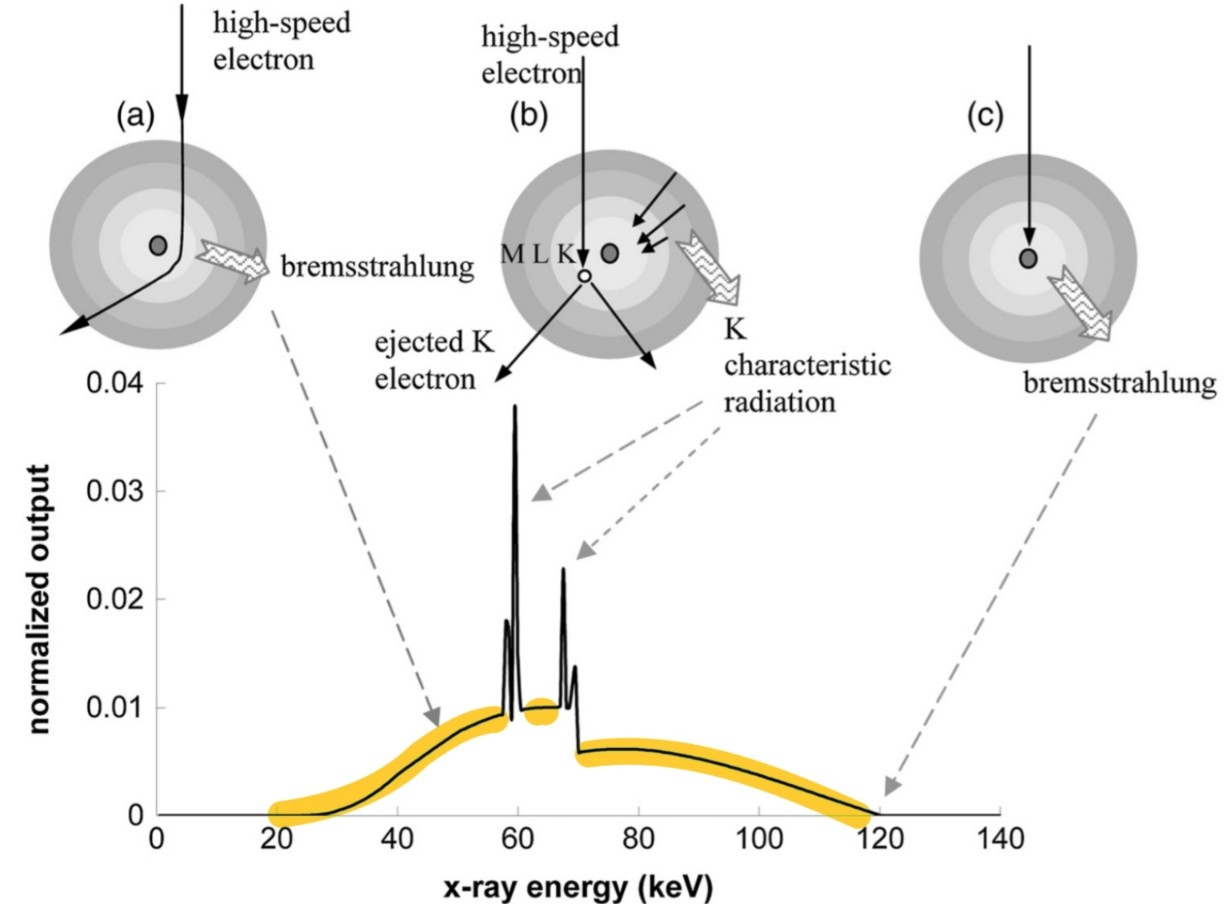 high-speed
electron
(a)
bremsstrahlung
high-speed
electron
(b)
M L K
ejected K
electron
K
characteristic
radiation
(c)
bremsstrahlung
0.04
0.03
0.02
0.01
0
normalized output
0 20 40 60 80 100 120 140
x-ray energy (keV)